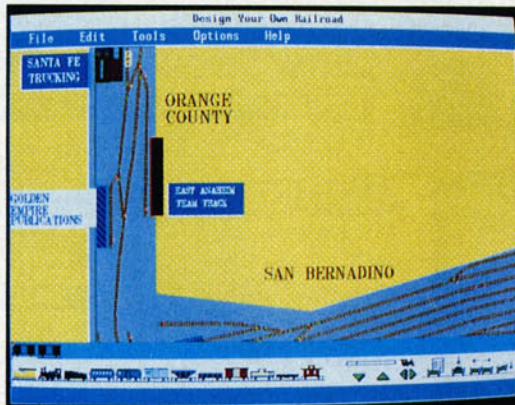 Design Your Own Railroad
File Edit Tools Options Help
SANTA FE
TRUCKING
ORANGE
COUNTY
GOLDEN
EMPIRE
PUBLICATIONS
EAST ANAHEIM
TEAM TRACK
SAN BERNADINO